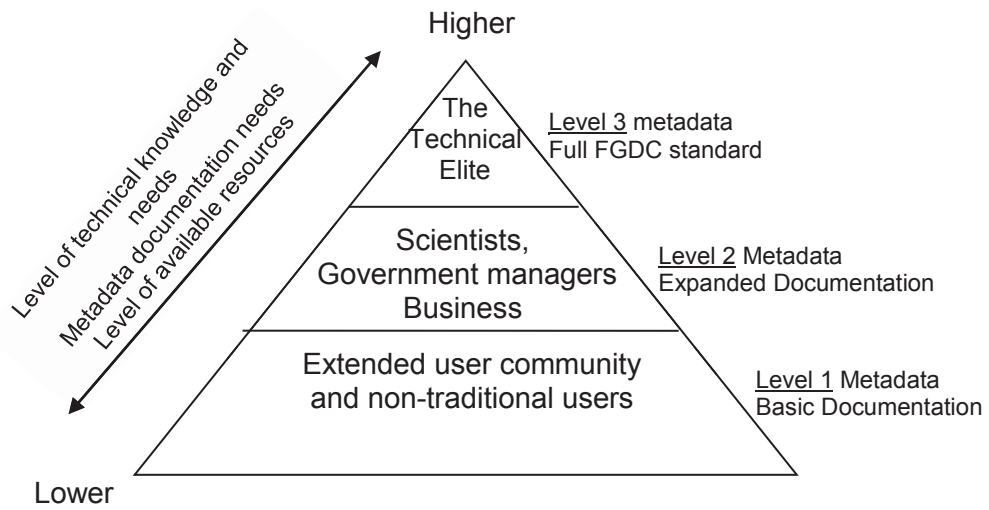 Higher
Level of technical knowledge and
needs
Metadata documentation needs
Level of available resources
The
Technical
Elite
Level 3 metadata
Full FGDC standard
Scientists,
Government managers
Business
Level 2 Metadata
Expanded Documentation
Extended user community
and non-traditional users
Level 1 Metadata
Basic Documentation
Lower